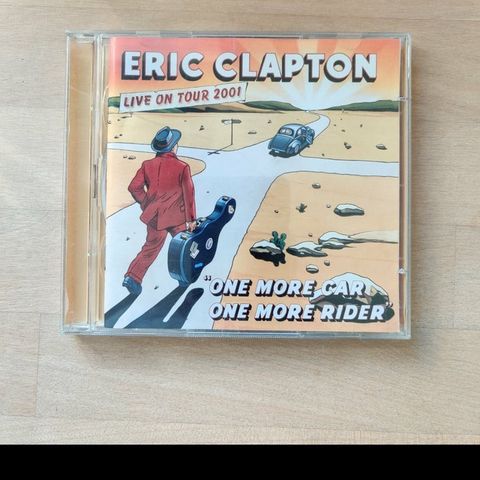 ERIC CLAPTON
LIVE ON TOUR 2001
"ONE MORE CAR
ONE MORE RIDER"